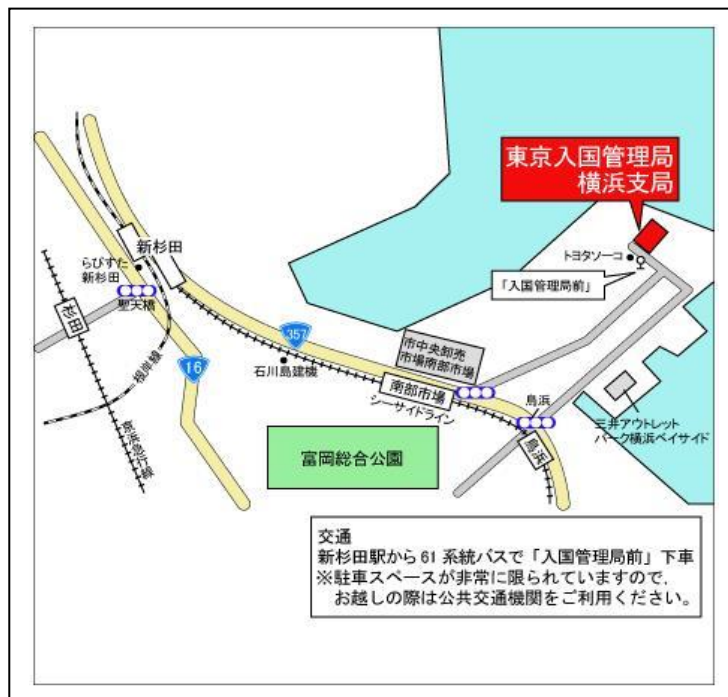 東京入国管理局
横浜支局
トヨタソーコ
「入国管理局前」
新杉田
らびすた
新杉田
聖天橋
杉田
根岸線
京浜急行線
16
357
石川島建機
市中央卸売
市場南部市場
南部市場
シーサイドライン
鳥浜
鳥浜
三井アウトレット
パーク横浜ベイサイド
富岡総合公園
交通
新杉田駅から 61 系統バスで「入国管理局前」下車
※駐車スペースが非常に限られていますので、
お越しの際は公共交通機関をご利用ください。